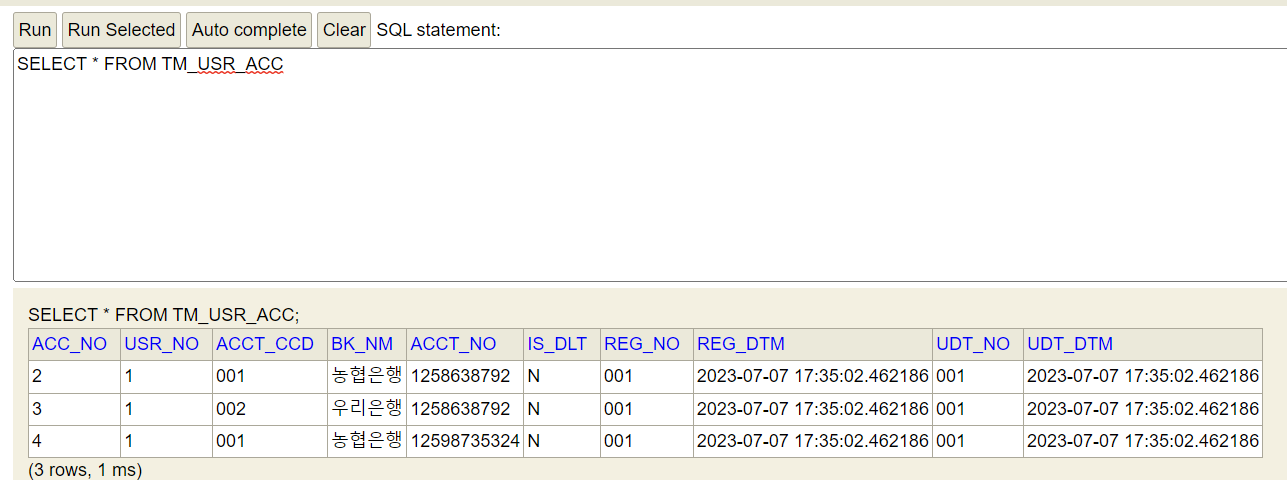 Run Run Selected Auto complete Clear SQL statement:
SELECT * FROM TM_USR_ACC
SELECT * FROM TM_USR_ACC;
ACC_NO USR_NO ACCT_CCD BK_NM ACCT_NO IS_DLT REG_NO REG_DTM UDT_NO UDT_DTM
2 1 001 농협은행 1258638792 N 001 2023-07-07 17:35:02.462186 001 2023-07-07 17:35:02.462186
3 1 002 우리은행 1258638792 N 001 2023-07-07 17:35:02.462186 001 2023-07-07 17:35:02.462186
4 1 001 농협은행 12598735324 N 001 2023-07-07 17:35:02.462186 001 2023-07-07 17:35:02.462186
(3 rows, 1 ms)